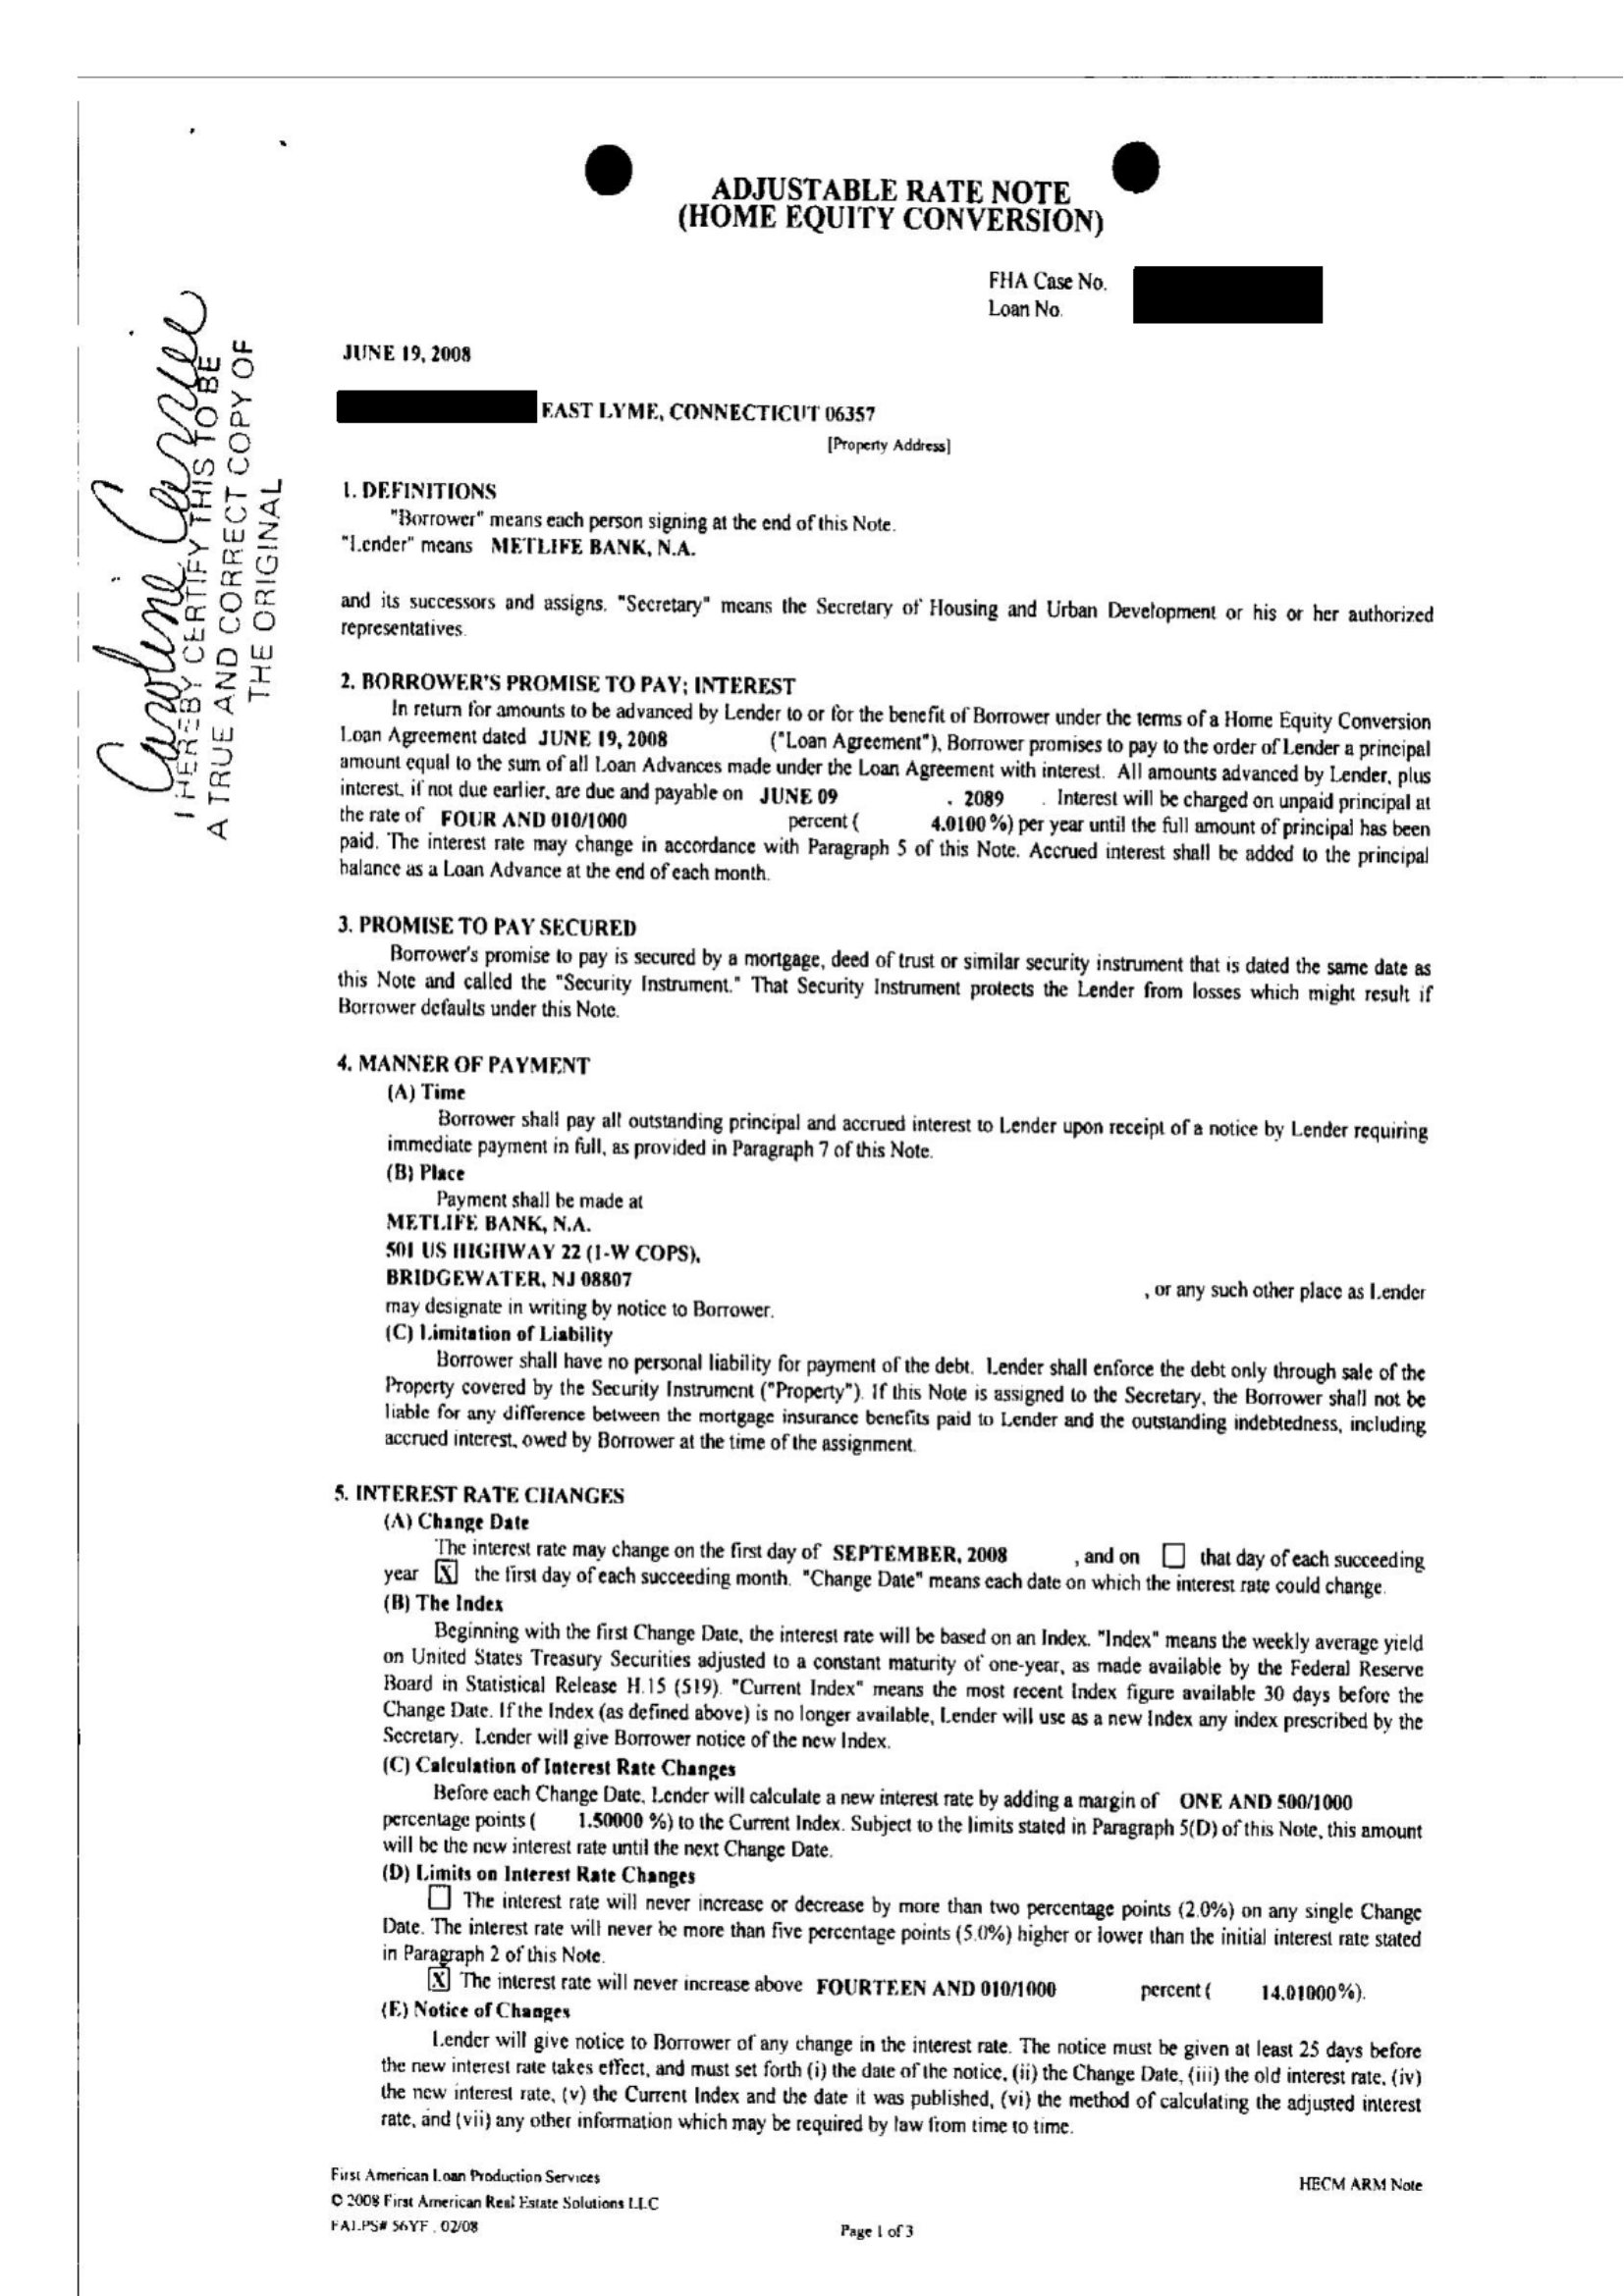 ADJUSTABLE RATE NOTE
(HOME EQUITY CONVERSION)
FHA Case No.
Loan No.
JUNE 19, 2008
EAST LYME, CONNECTICUT 06357
[Property Address]
I HEREBY CERTIFY THIS TO BE
A TRUE AND CORRECT COPY OF
THE ORIGINAL
1. DEFINITIONS
"Borrower" means each person signing at the end of this Note.
"Lender" means METLIFE BANK, N.A.
and its successors and assigns. "Secretary" means the Secretary of Housing and Urban Development or his or her authorized
representatives.
2. BORROWER'S PROMISE TO PAY; INTEREST
In return for amounts to be advanced by Lender to or for the benefit of Borrower under the terms of a Home Equity Conversion
Loan Agreement dated JUNE 19, 2008 ("Loan Agreement"), Borrower promises to pay to the order of Lender a principal
amount equal to the sum of all Loan Advances made under the Loan Agreement with interest. All amounts advanced by Lender, plus
interest, if not due earlier, are due and payable on JUNE 09 , 2089 . Interest will be charged on unpaid principal at
the rate of FOUR AND 010/1000 percent ( 4.0100 %) per year until the full amount of principal has been
paid. The interest rate may change in accordance with Paragraph 5 of this Note. Accrued interest shall be added to the principal
balance as a Loan Advance at the end of each month.
3. PROMISE TO PAY SECURED
Borrower's promise to pay is secured by a mortgage, deed of trust or similar security instrument that is dated the same date as
this Note and called the "Security Instrument." That Security Instrument protects the Lender from losses which might result if
Borrower defaults under this Note.
4. MANNER OF PAYMENT
(A) Time
Borrower shall pay all outstanding principal and accrued interest to Lender upon receipt of a notice by Lender requiring
immediate payment in full, as provided in Paragraph 7 of this Note.
(B) Place
Payment shall be made at
METLIFE BANK, N.A.
501 US HIGHWAY 22 (1-W COPS),
BRIDGEWATER, NJ 08807 , or any such other place as Lender
may designate in writing by notice to Borrower.
(C) Limitation of Liability
Borrower shall have no personal liability for payment of the debt. Lender shall enforce the debt only through sale of the
Property covered by the Security Instrument ("Property"). If this Note is assigned to the Secretary, the Borrower shall not be
liable for any difference between the mortgage insurance benefits paid to Lender and the outstanding indebtedness, including
accrued interest, owed by Borrower at the time of the assignment.
5. INTEREST RATE CHANGES
(A) Change Date
The interest rate may change on the first day of SEPTEMBER, 2008 , and on ☐ that day of each succeeding
year [X] the first day of each succeeding month. "Change Date" means each date on which the interest rate could change.
(B) The Index
Beginning with the first Change Date, the interest rate will be based on an Index. "Index" means the weekly average yield
on United States Treasury Securities adjusted to a constant maturity of one-year, as made available by the Federal Reserve
Board in Statistical Release H.15 (519). "Current Index" means the most recent Index figure available 30 days before the
Change Date. If the Index (as defined above) is no longer available, Lender will use as a new Index any index prescribed by the
Secretary. Lender will give Borrower notice of the new Index.
(C) Calculation of Interest Rate Changes
Before each Change Date, Lender will calculate a new interest rate by adding a margin of ONE AND 500/1000
percentage points ( 1.50000 %) to the Current Index. Subject to the limits stated in Paragraph 5(D) of this Note, this amount
will be the new interest rate until the next Change Date.
(D) Limits on Interest Rate Changes
☐ The interest rate will never increase or decrease by more than two percentage points (2.0%) on any single Change
Date. The interest rate will never be more than five percentage points (5.0%) higher or lower than the initial interest rate stated
in Paragraph 2 of this Note.
[X] The interest rate will never increase above FOURTEEN AND 010/1000 percent ( 14.01000%).
(E) Notice of Changes
Lender will give notice to Borrower of any change in the interest rate. The notice must be given at least 25 days before
the new interest rate takes effect, and must set forth (i) the date of the notice, (ii) the Change Date, (iii) the old interest rate, (iv)
the new interest rate, (v) the Current Index and the date it was published, (vi) the method of calculating the adjusted interest
rate, and (vii) any other information which may be required by law from time to time.
First American Loan Production Services
© 2008 First American Real Estate Solutions LLC
FALPS# 56YF , 02/08
HECM ARM Note
Page 1 of 3